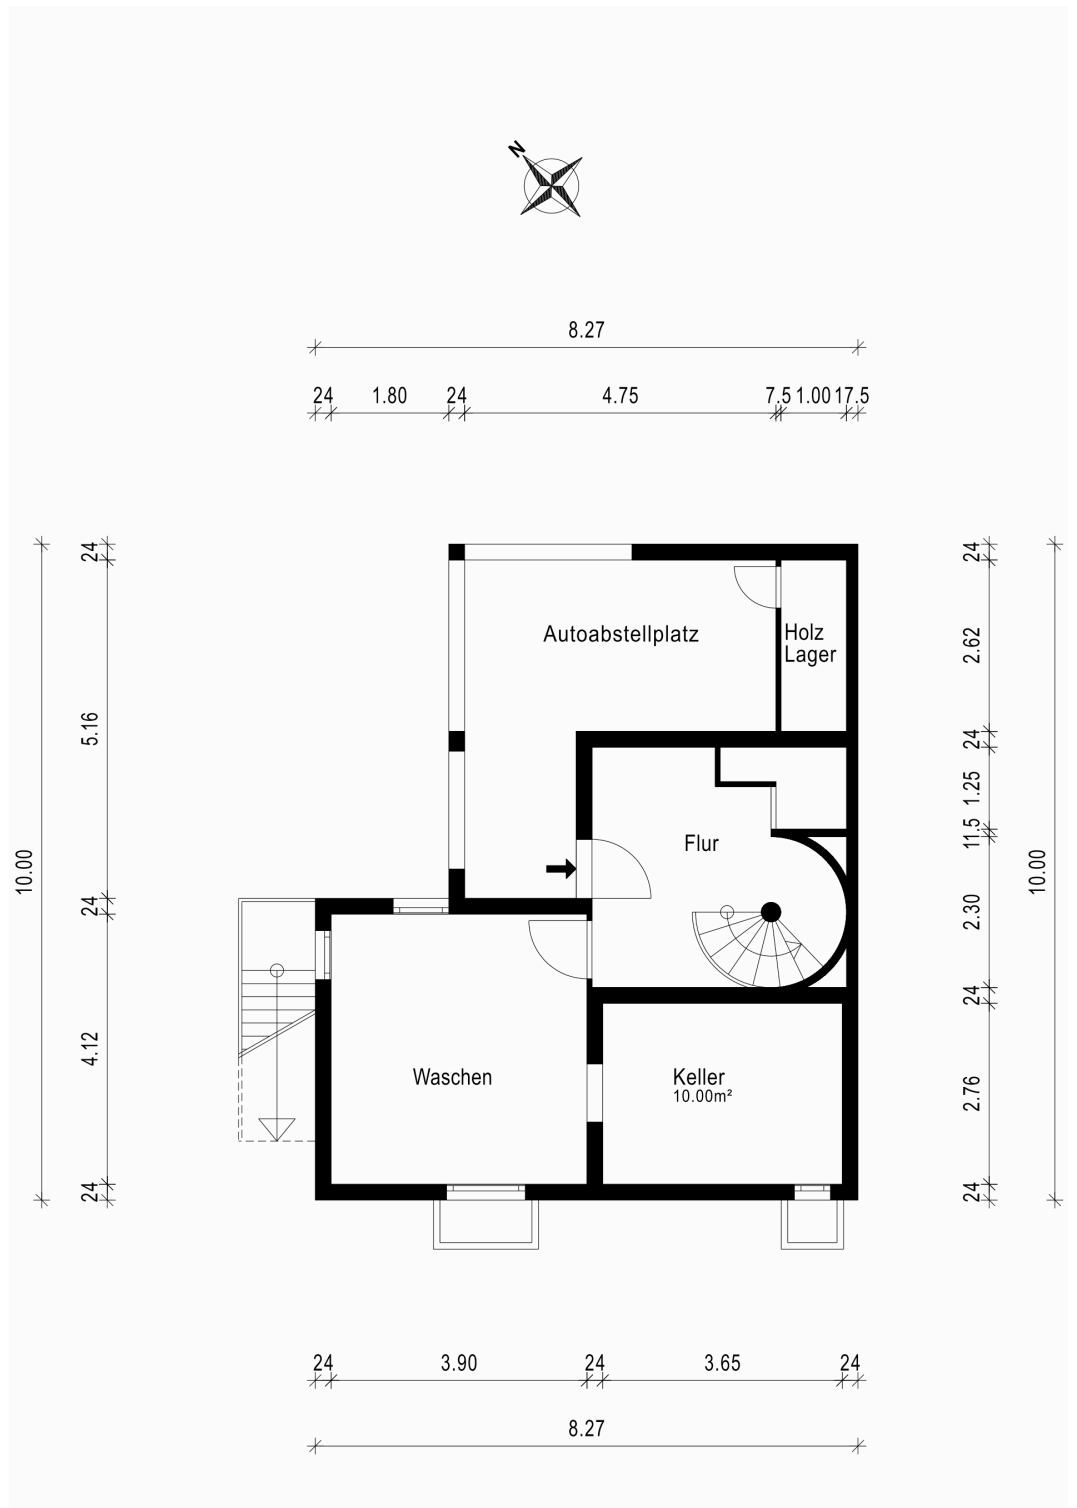 N
8.27
24 1.80 24 4.75 7.5 1.00 17.5
24
5.16
24
4.12
24
10.00
24
2.62
24
1.25
11.5
2.30
24
2.76
24
10.00
Autoabstellplatz
Holz
Lager
Flur
Waschen
Keller
10.00m²
24 3.90 24 3.65 24
8.27